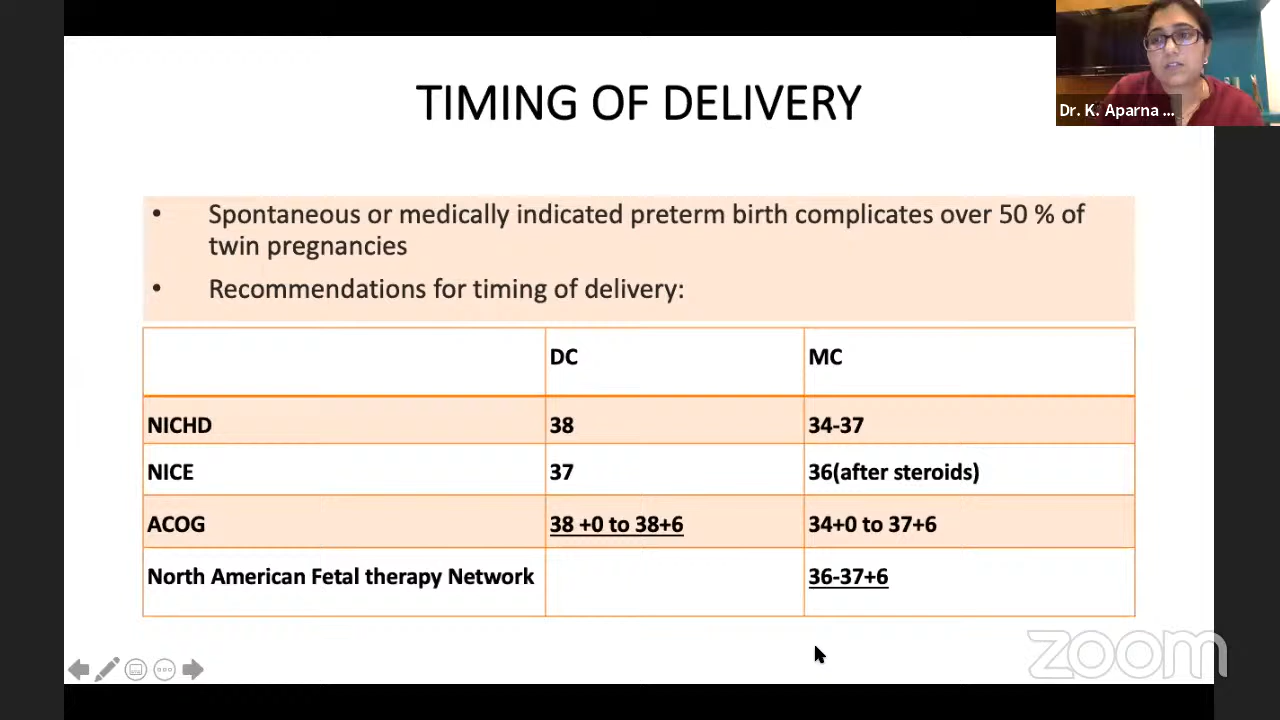 TIMING OF DELIVERY
Dr. K. Aparna ...
• Spontaneous or medically indicated preterm birth complicates over 50 % of
twin pregnancies
• Recommendations for timing of delivery:
DC MC
NICHD 38 34-37
NICE 37 36(after steroids)
ACOG 38 +0 to 38+6 34+0 to 37+6
North American Fetal therapy Network 36-37+6
zoom